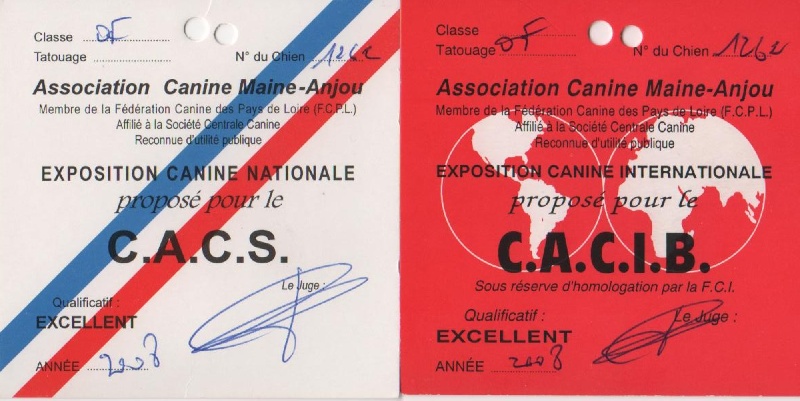 Classe OF
Tatouage N° du Chien 1262
Association Canine Maine-Anjou
Membre de la Fédération Canine des Pays de Loire (F.C.P.L.)
Affilié à la Société Centrale Canine
Reconnue d'utilité publique
EXPOSITION CANINE NATIONALE
proposé pour le
C.A.C.S.
Le Juge :
Qualificatif :
EXCELLENT
ANNÉE 2008
Classe
Tatouage OF N° du Chien 1262
Association Canine Maine-Anjou
Membre de la Fédération Canine des Pays de Loire (F.C.P.L.)
Affilié à la Société Centrale Canine
Reconnue d'utilité publique
EXPOSITION CANINE INTERNATIONALE
proposé pour le
C.A.C.I.B.
Sous réserve d'homologation par la F.C.I.
Qualificatif : Le Juge :
EXCELLENT
ANNÉE 2008